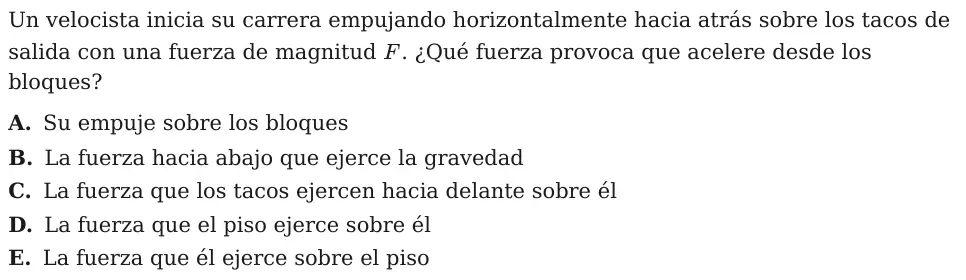 Un velocista inicia su carrera empujando horizontalmente hacia atrás sobre los tacos de
salida con una fuerza de magnitud F. ¿Qué fuerza provoca que acelere desde los
bloques?
A. Su empuje sobre los bloques
B. La fuerza hacia abajo que ejerce la gravedad
C. La fuerza que los tacos ejercen hacia delante sobre él
D. La fuerza que el piso ejerce sobre él
E. La fuerza que él ejerce sobre el piso